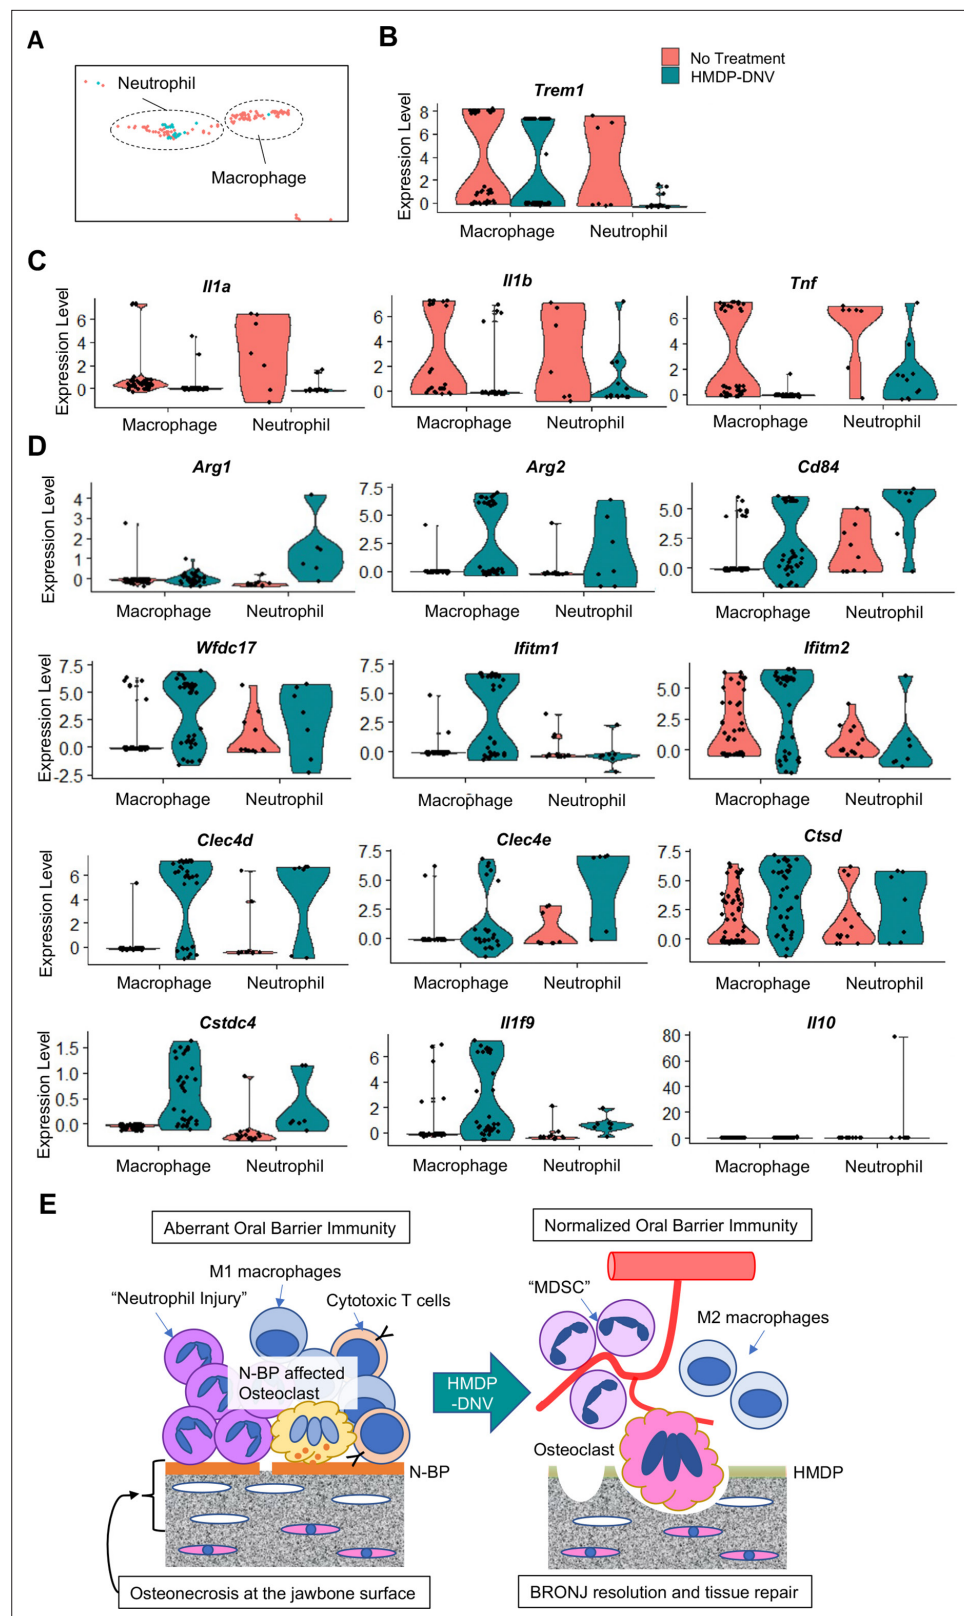 A
Neutrophil
Macrophage
B
No Treatment
HMDP-DNV
Trem1
Expression Level
8
6
4
2
0
Macrophage
Neutrophil
C
Il1a
Expression Level
6
4
2
0
Macrophage
Neutrophil
Il1b
6
4
2
0
Macrophage
Neutrophil
Tnf
6
4
2
0
Macrophage
Neutrophil
D
Arg1
Expression Level
4
3
2
1
0
Macrophage
Neutrophil
Arg2
7.5
5.0
2.5
0.0
Macrophage
Neutrophil
Cd84
5.0
2.5
0.0
Macrophage
Neutrophil
Wfdc17
Expression Level
7.5
5.0
2.5
0.0
-2.5
Macrophage
Neutrophil
Ifitm1
7.5
5.0
2.5
0.0
Macrophage
Neutrophil
Ifitm2
5.0
2.5
0.0
Macrophage
Neutrophil
Clec4d
Expression Level
6
4
2
0
Macrophage
Neutrophil
Clec4e
7.5
5.0
2.5
0.0
Macrophage
Neutrophil
Ctsd
7.5
5.0
2.5
0.0
Macrophage
Neutrophil
Cstdc4
Expression Level
1.5
1.0
0.5
0.0
Macrophage
Neutrophil
Il1f9
6
4
2
0
Macrophage
Neutrophil
Il10
80
60
40
20
0
Macrophage
Neutrophil
E
Aberrant Oral Barrier Immunity
M1 macrophages
“Neutrophil Injury”
Cytotoxic T cells
N-BP affected
Osteoclast
N-BP
Osteonecrosis at the jawbone surface
HMDP
-DNV
Normalized Oral Barrier Immunity
“MDSC”
M2 macrophages
Osteoclast
HMDP
BRONJ resolution and tissue repair